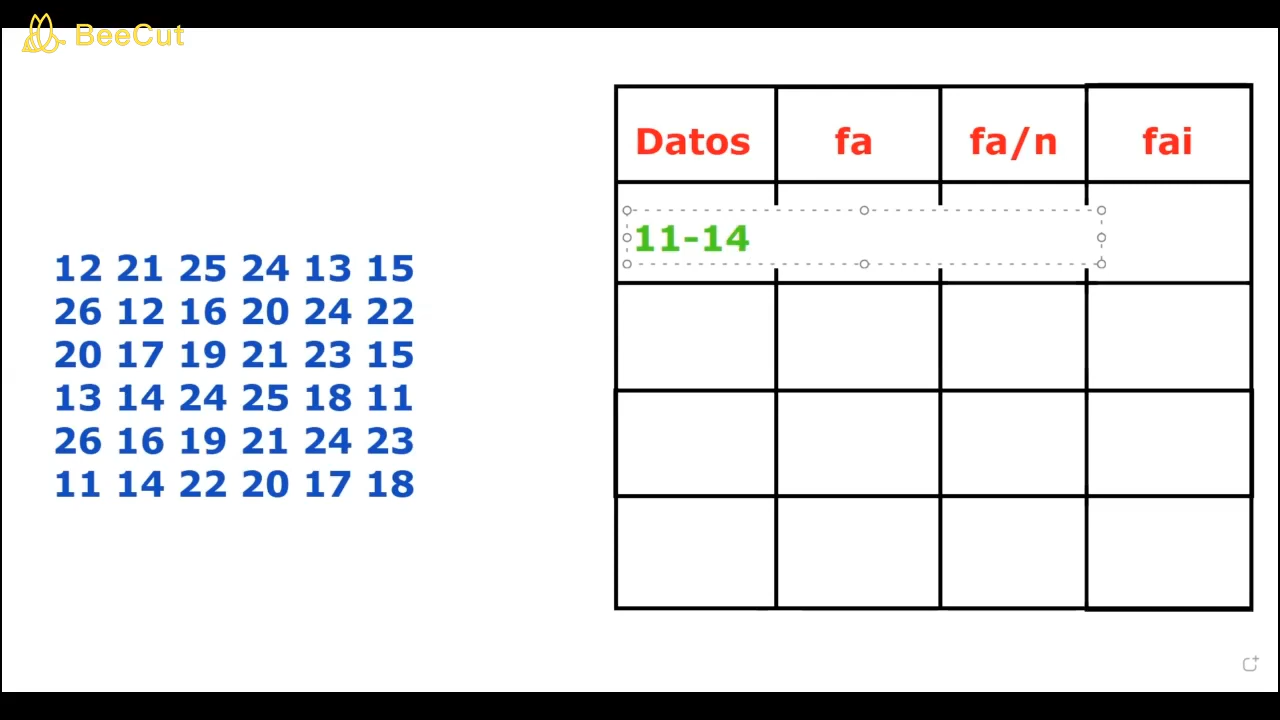 BeeCut
Datos fa fa/n fai
11-14
12 21 25 24 13 15
26 12 16 20 24 22
20 17 19 21 23 15
13 14 24 25 18 11
26 16 19 21 24 23
11 14 22 20 17 18